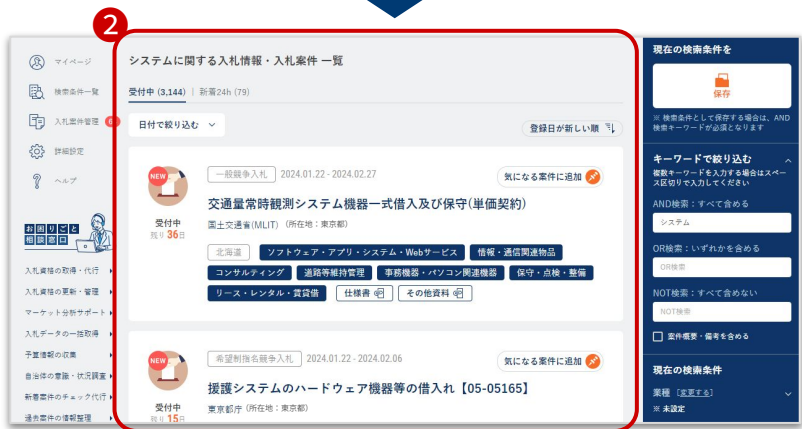 2
マイページ
検索条件一覧
入札案件管理 6
詳細設定
ヘルプ
お困りごと
相談窓口
入札資格の取得・代行
入札資格の更新・管理
マーケット分析サポート
入札データの一括取得
予算情報の収集
自治体の意識・状況調査
新着案件のチェック代行
過去案件の情報整理
システムに関する入札情報・入札案件 一覧
受付中 (3,144) | 新着24h (79)
日付で絞り込む
登録日が新しい順
NEW
受付中
残り 36日
一般競争入札 2024.01.22 - 2024.02.27
気になる案件に追加
交通量常時観測システム機器一式借入及び保守(単価契約)
国土交通省(MLIT) (所在地：東京都)
北海道 ソフトウェア・アプリ・システム・Webサービス 情報・通信関連物品
コンサルティング 道路等維持管理 事務機器・パソコン関連機器 保守・点検・整備
リース・レンタル・賃貸借 仕様書 その他資料
NEW
受付中
残り 15日
希望制指名競争入札 2024.01.22 - 2024.02.06
気になる案件に追加
援護システムのハードウェア機器等の借入れ【05-05165】
東京都庁 (所在地：東京都)
現在の検索条件を
保存
※ 検索条件として保存する場合は、AND
検索キーワードが必須となります
キーワードで絞り込む
複数キーワードを入力する場合はスペー
ス区切りで入力してください
AND検索：すべて含める
システム
OR検索：いずれかを含める
OR検索
NOT検索：すべて含めない
NOT検索
案件概要・備考を含める
現在の検索条件
業種 [変更する]
※ 未設定